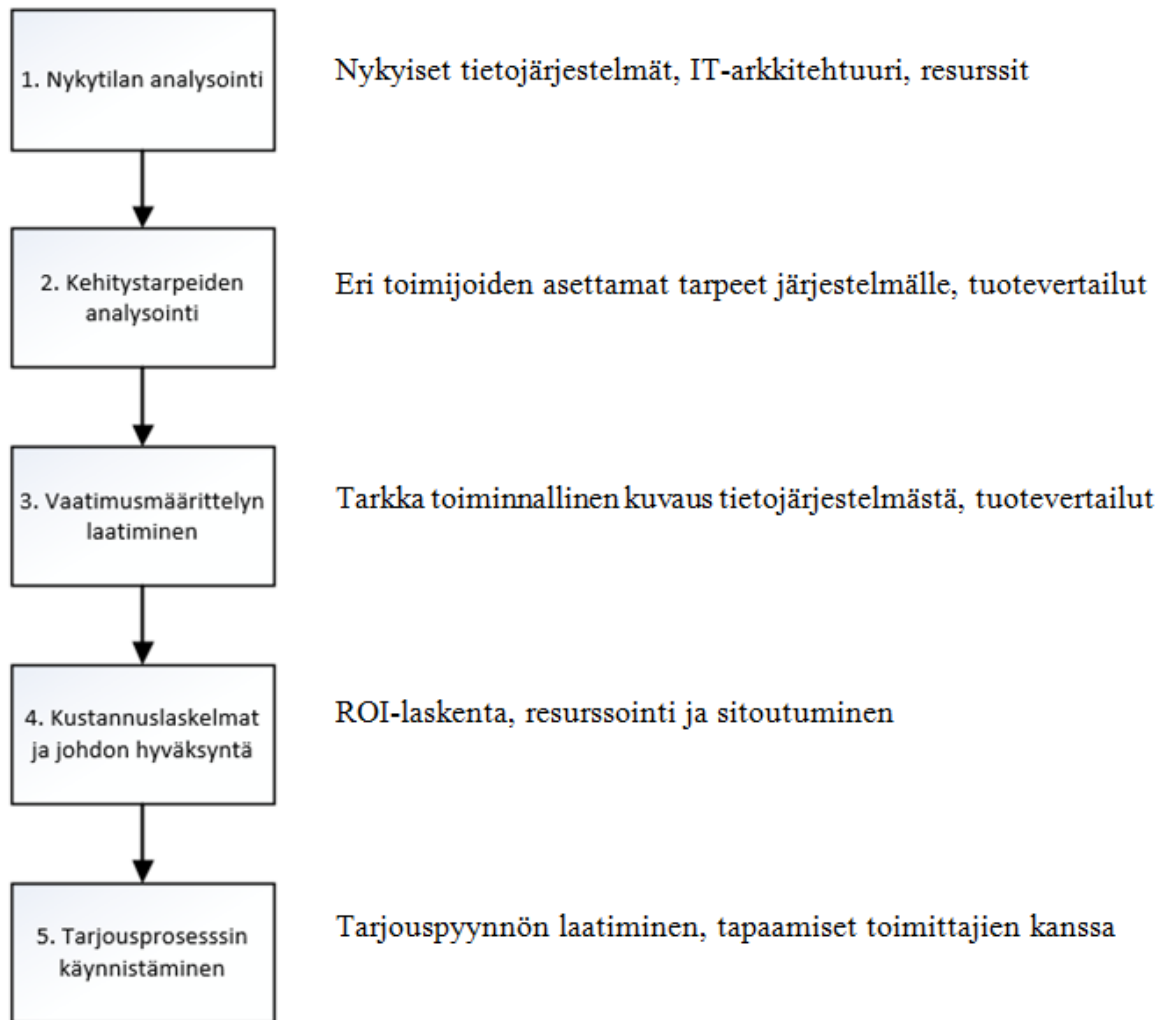 1. Nykytilan analysointi
Nykyiset tietojärjestelmät, IT-arkkitehtuuri, resurssit
2. Kehitystarpeiden
analysointi
Eri toimijoiden asettamat tarpeet järjestelmälle, tuotevertailut
3. Vaatimusmäärittelyn
laatiminen
Tarkka toiminnallinen kuvaus tietojärjestelmästä, tuotevertailut
4. Kustannuslaskelmat
ja johdon hyväksyntä
ROI-laskenta, resurssointi ja sitoutuminen
5. Tarjousprosesssin
käynnistäminen
Tarjouspyynnön laatiminen, tapaamiset toimittajien kanssa